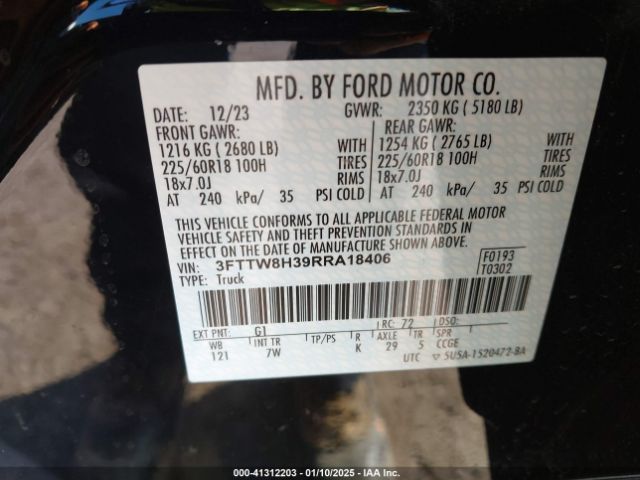 MFD. BY FORD MOTOR CO.
DATE: 12/23 GVWR: 2350 KG ( 5180 LB)
FRONT GAWR: REAR GAWR:
1216 KG ( 2680 LB) WITH 1254 KG ( 2765 LB) WITH
225/60R18 100H TIRES 225/60R18 100H TIRES
18x7.0J RIMS 18x7.0J RIMS
AT 240 kPa/ 35 PSI COLD AT 240 kPa/ 35 PSI COLD
THIS VEHICLE CONFORMS TO ALL APPLICABLE FEDERAL MOTOR
VEHICLE SAFETY AND THEFT PREVENTION STANDARDS IN
EFFECT ON THE DATE OF MANUFACTURE SHOWN ABOVE.
VIN: 3FTTW8H39RRA18406 F0193
TYPE: Truck T0302
EXT PNT: G1 RC: 72 DSO:
WB INT TR TP/PS R AXLE TR SPR
121 7W K 29 5 CCGE
UTC ▽ 5U5A-1520472-BA
000-41312203 - 01/10/2025 - IAA Inc.